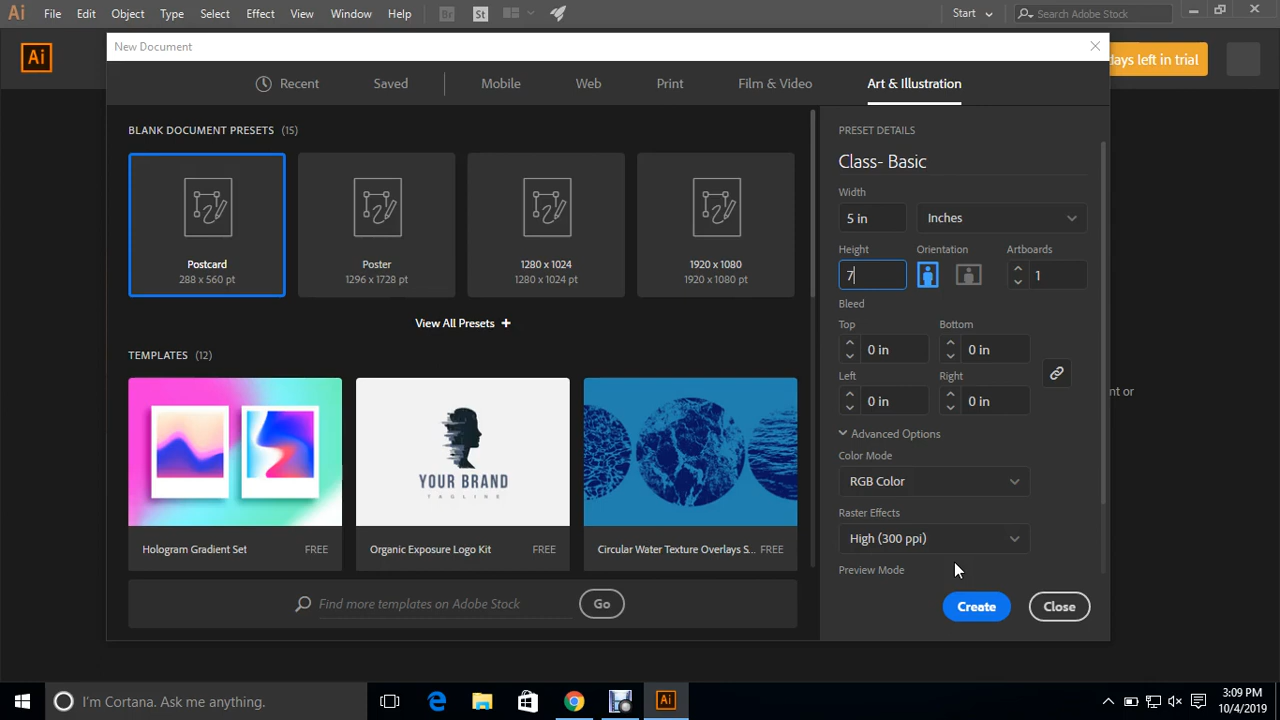 Ai File Edit Object Type Select Effect View Window Help Br St Start Search Adobe Stock
Ai days left in trial
New Document
Recent Saved Mobile Web Print Film & Video Art & Illustration
BLANK DOCUMENT PRESETS (15)
Postcard
288 x 560 pt
Poster
1296 x 1728 pt
1280 x 1024
1280 x 1024 pt
1920 x 1080
1920 x 1080 pt
View All Presets +
TEMPLATES (12)
YOUR BRAND
TAGLINE
Hologram Gradient Set FREE
Organic Exposure Logo Kit FREE
Circular Water Texture Overlays S... FREE
Find more templates on Adobe Stock Go
PRESET DETAILS
Class- Basic
Width
5 in Inches
Height Orientation Artboards
7 1
Bleed
Top Bottom
0 in 0 in
Left Right
0 in 0 in
Advanced Options
Color Mode
RGB Color
Raster Effects
High (300 ppi)
Preview Mode
Create Close
nt or
I'm Cortana. Ask me anything.
Ai
3:09 PM
10/4/2019